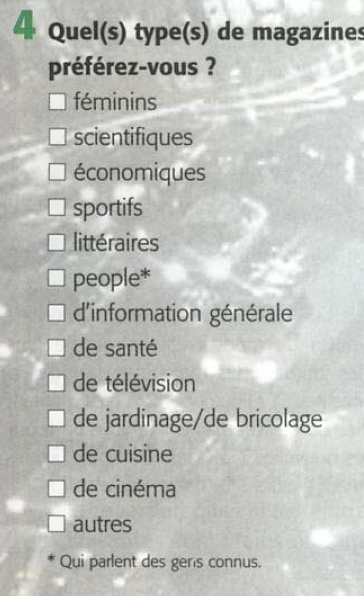 4 Quel(s) type(s) de magazines
préférez-vous ?
☐ féminins
☐ scientifiques
☐ économiques
☐ sportifs
☐ littéraires
☐ people*
☐ d'information générale
☐ de santé
☐ de télévision
☐ de jardinage/de bricolage
☐ de cuisine
☐ de cinéma
☐ autres
* Qui parlent des gens connus.